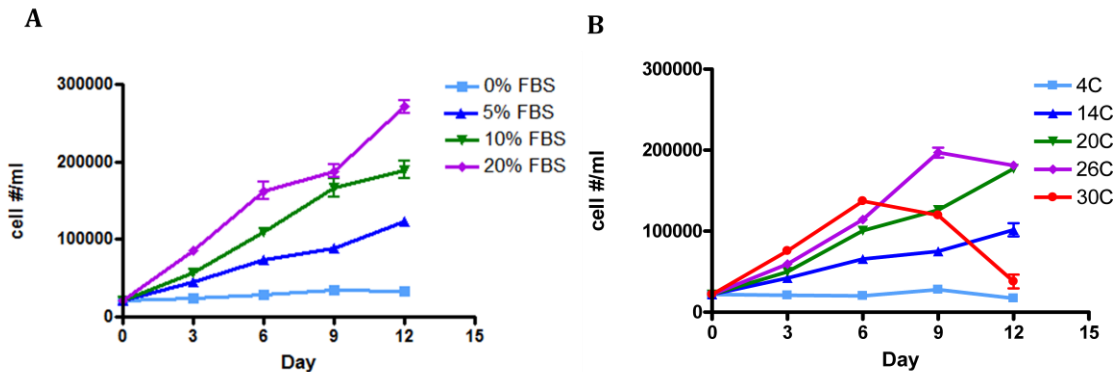 A
cell #/ml
300000
200000
100000
0
0 3 6 9 12 15
Day
0% FBS
5% FBS
10% FBS
20% FBS
B
cell #/ml
300000
200000
100000
0
0 3 6 9 12 15
Day
4C
14C
20C
26C
30C